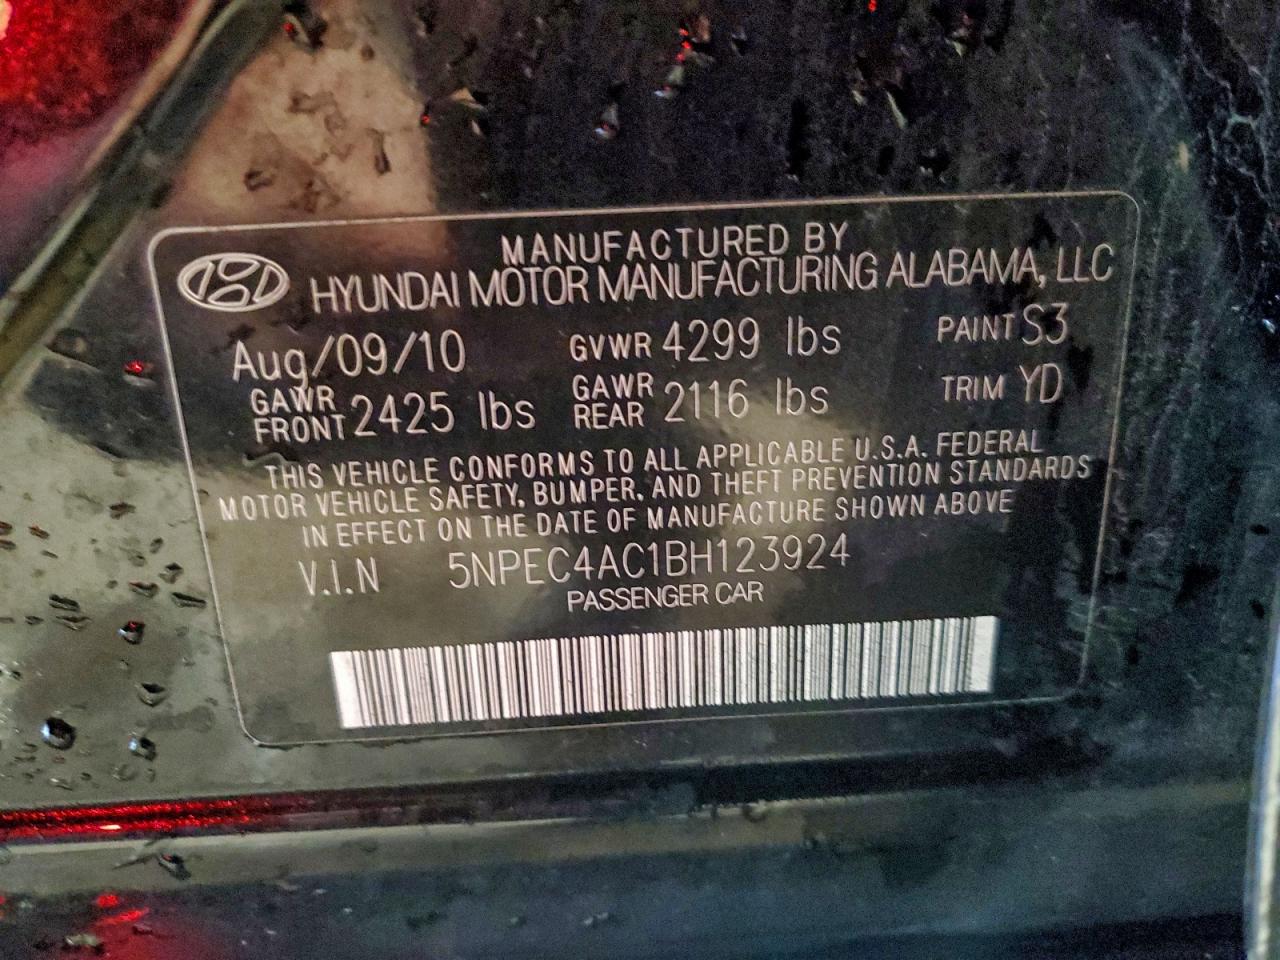 MANUFACTURED BY
HYUNDAI MOTOR MANUFACTURING ALABAMA, LLC
Aug/09/10 GVWR 4299 lbs PAINT S3
GAWR FRONT 2425 lbs GAWR REAR 2116 lbs TRIM YD
THIS VEHICLE CONFORMS TO ALL APPLICABLE U.S.A. FEDERAL
MOTOR VEHICLE SAFETY, BUMPER, AND THEFT PREVENTION STANDARDS
IN EFFECT ON THE DATE OF MANUFACTURE SHOWN ABOVE
V.I.N 5NPEC4AC1BH123924
PASSENGER CAR